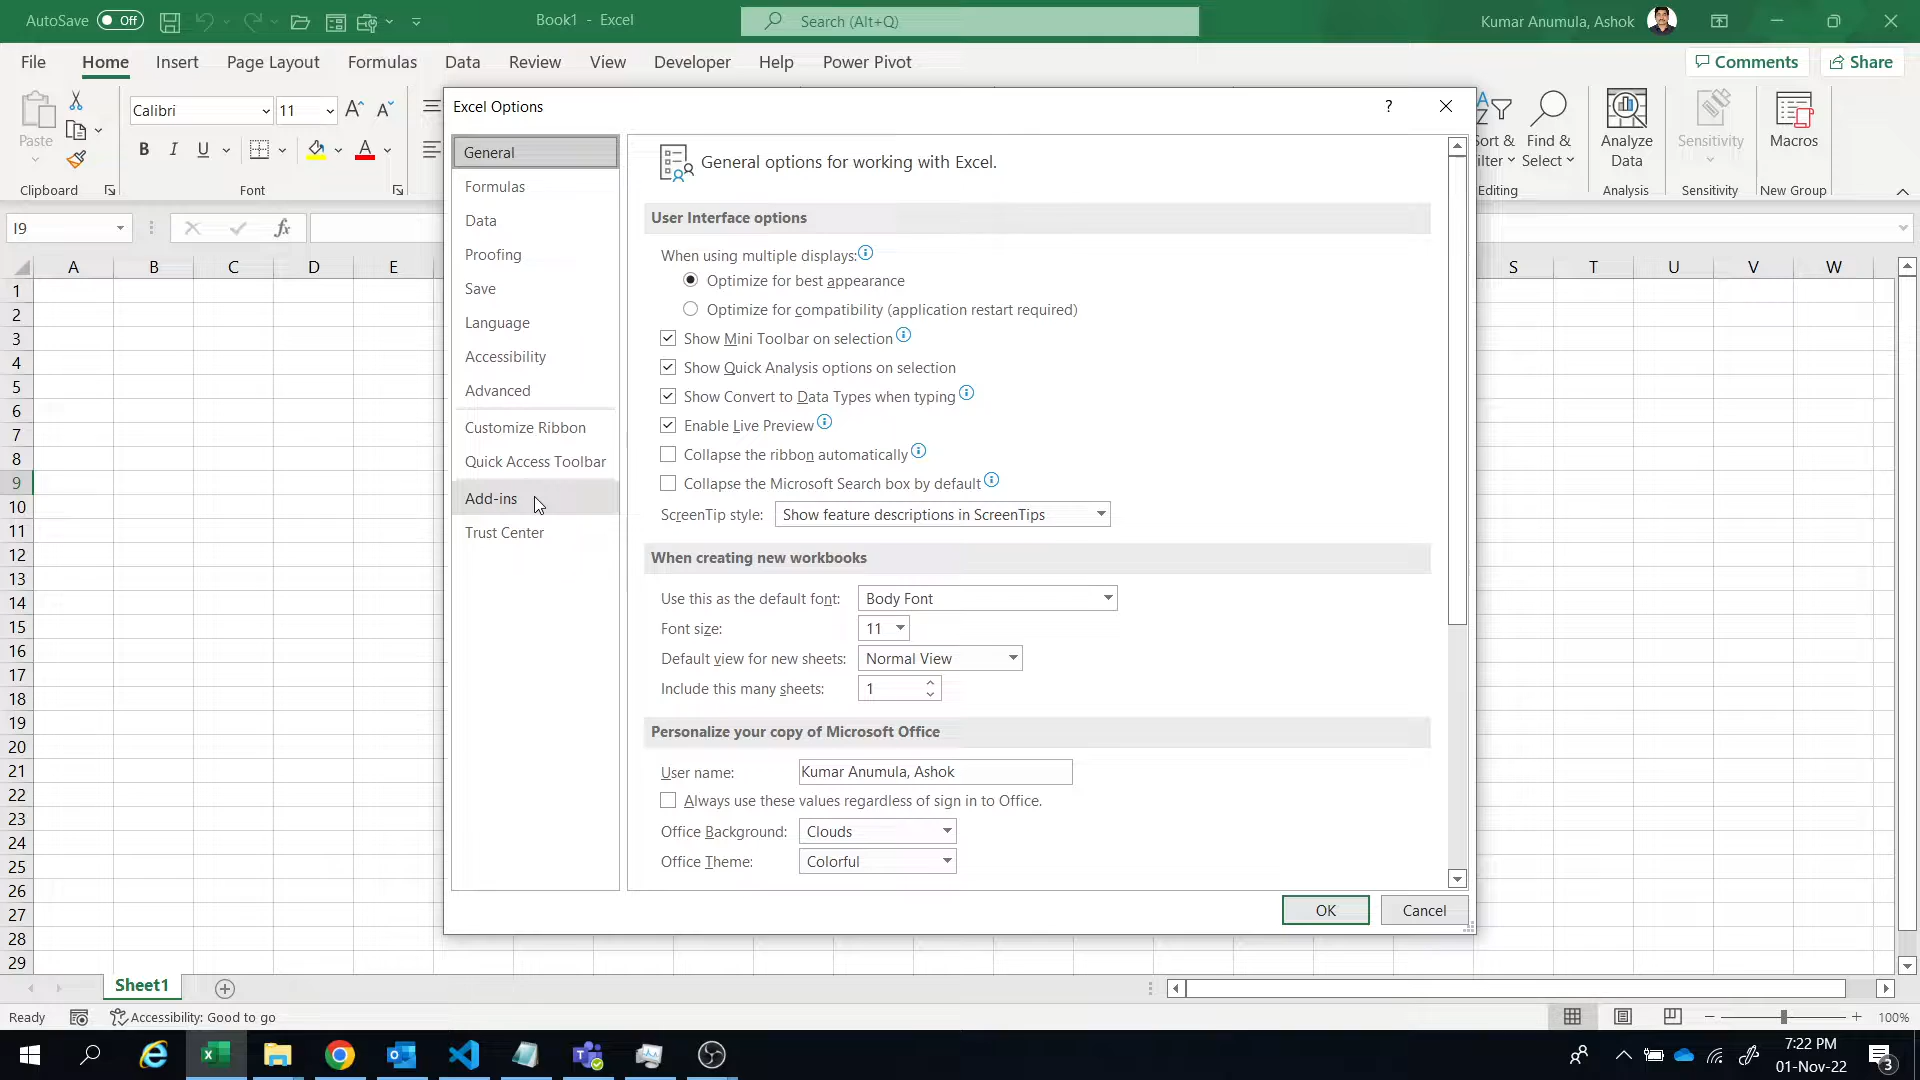 AutoSave Off
Book1 - Excel
Search (Alt+Q)
Kumar Anumula, Ashok
File Home Insert Page Layout Formulas Data Review View Developer Help Power Pivot
Comments Share
Calibri 11
Paste
B I U
Clipboard
Font
Sort &
Filter
Find &
Select
Analyze
Data
Sensitivity
Macros
Editing
Analysis
Sensitivity
New Group
I9
fx
A B C D E S T U V W
1
2
3
4
5
6
7
8
9
10
11
12
13
14
15
16
17
18
19
20
21
22
23
24
25
26
27
28
29
Excel Options ?
General
Formulas
Data
Proofing
Save
Language
Accessibility
Advanced
Customize Ribbon
Quick Access Toolbar
Add-ins
Trust Center
General options for working with Excel.
User Interface options
When using multiple displays:
Optimize for best appearance
Optimize for compatibility (application restart required)
Show Mini Toolbar on selection
Show Quick Analysis options on selection
Show Convert to Data Types when typing
Enable Live Preview
Collapse the ribbon automatically
Collapse the Microsoft Search box by default
ScreenTip style: Show feature descriptions in ScreenTips
When creating new workbooks
Use this as the default font: Body Font
Font size: 11
Default view for new sheets: Normal View
Include this many sheets: 1
Personalize your copy of Microsoft Office
User name: Kumar Anumula, Ashok
Always use these values regardless of sign in to Office.
Office Background: Clouds
Office Theme: Colorful
OK Cancel
Sheet1
Ready Accessibility: Good to go 100%
7:22 PM
01-Nov-22
3